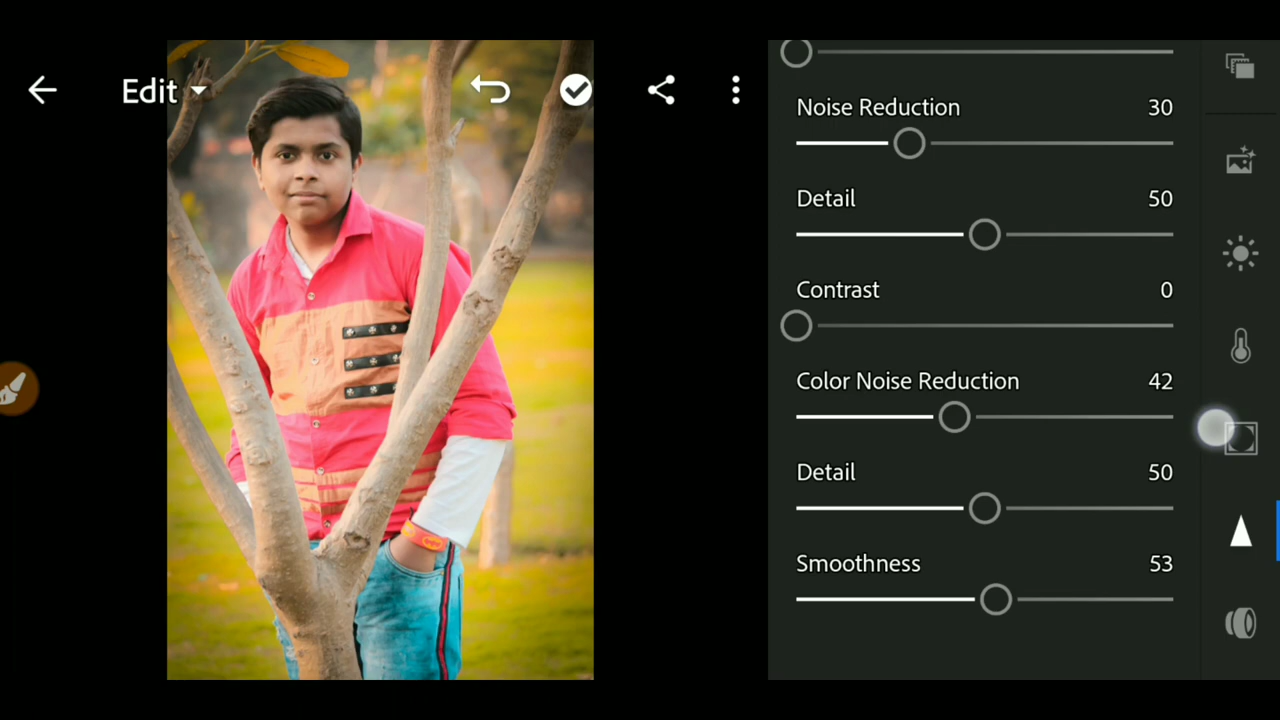 Edit
Noise Reduction 30
Detail 50
Contrast 0
Color Noise Reduction 42
Detail 50
Smoothness 53